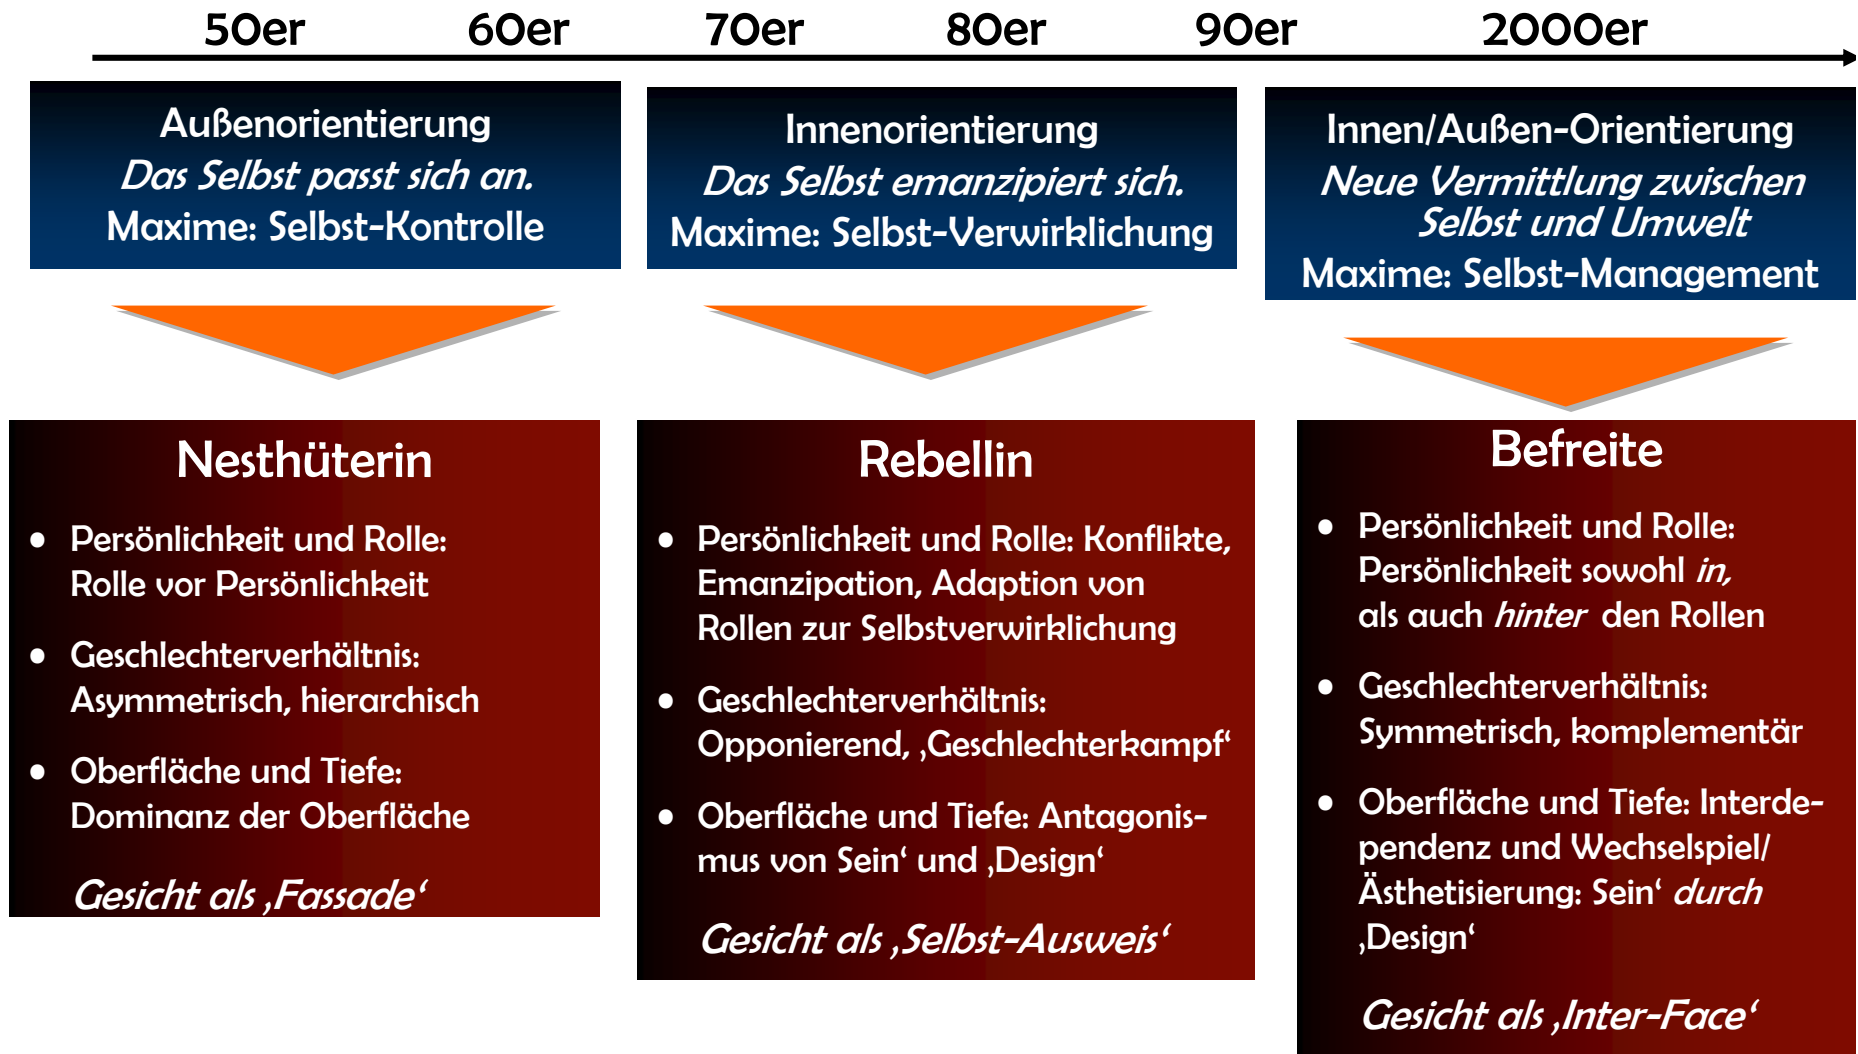 50er 60er 70er 80er 90er 2000er
Außenorientierung
Das Selbst passt sich an.
Maxime: Selbst-Kontrolle
Innenorientierung
Das Selbst emanzipiert sich.
Maxime: Selbst-Verwirklichung
Innen/Außen-Orientierung
Neue Vermittlung zwischen
Selbst und Umwelt
Maxime: Selbst-Management
Nesthüterin
• Persönlichkeit und Rolle:
Rolle vor Persönlichkeit
• Geschlechterverhältnis:
Asymmetrisch, hierarchisch
• Oberfläche und Tiefe:
Dominanz der Oberfläche
Gesicht als ‚Fassade‘
Rebellin
• Persönlichkeit und Rolle: Konflikte,
Emanzipation, Adaption von
Rollen zur Selbstverwirklichung
• Geschlechterverhältnis:
Opponierend, ‚Geschlechterkampf‘
• Oberfläche und Tiefe: Antagonis-
mus von Sein‘ und ‚Design‘
Gesicht als ‚Selbst-Ausweis‘
Befreite
• Persönlichkeit und Rolle:
Persönlichkeit sowohl in,
als auch hinter den Rollen
• Geschlechterverhältnis:
Symmetrisch, komplementär
• Oberfläche und Tiefe: Interde-
pendenz und Wechselspiel/
Ästhetisierung: Sein‘ durch
‚Design‘
Gesicht als ‚Inter-Face‘